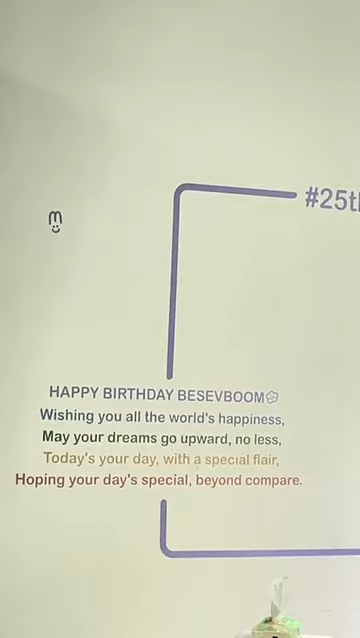 #25t
HAPPY BIRTHDAY BESEVBOOM
Wishing you all the world's happiness,
May your dreams go upward, no less,
Today's your day, with a special flair,
Hoping your day's special, beyond compare.